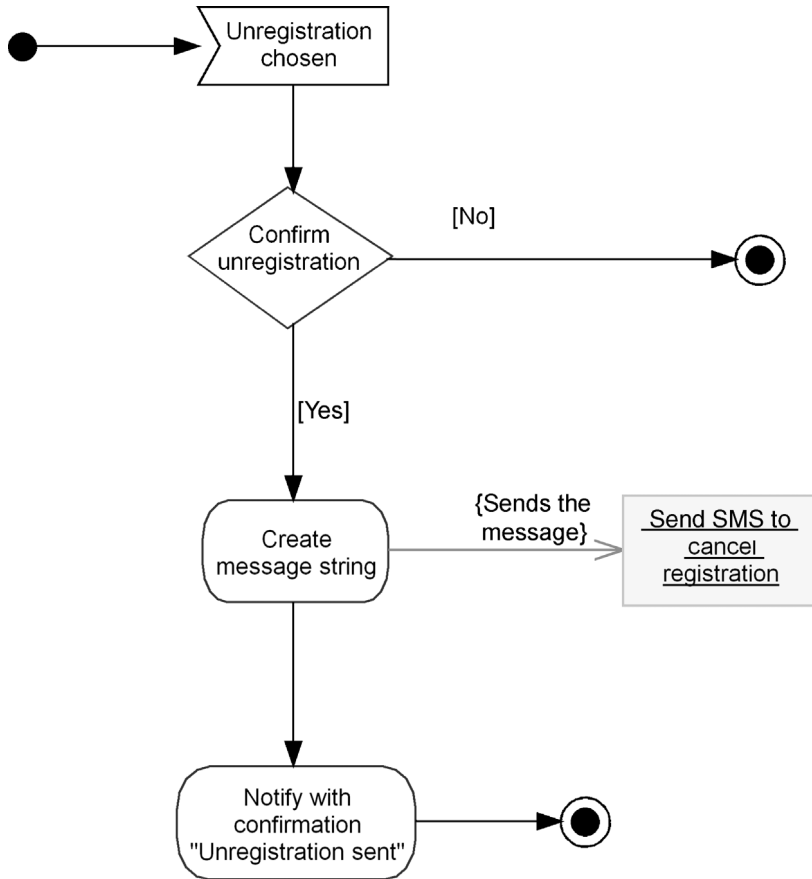 Unregistration
chosen
Confirm
unregistration
[No]
[Yes]
Create
message string
{Sends the
message}
Send SMS to
cancel
registration
Notify with
confirmation
"Unregistration sent"